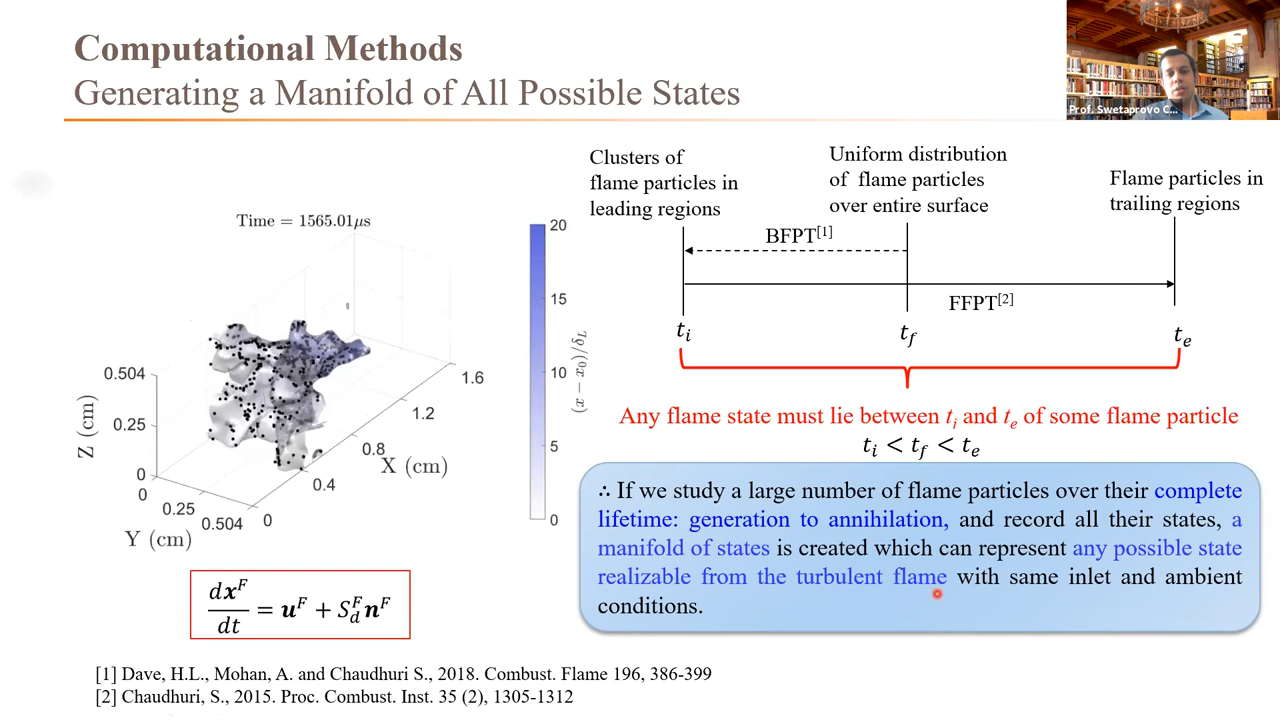 Computational Methods
Generating a Manifold of All Possible States
Prof. Swetaprovo C...
Clusters of
flame particles in
leading regions
Uniform distribution
of flame particles
over entire surface
Flame particles in
trailing regions
BFPT[1]
FFPT[2]
t_i
t_f
t_e
Any flame state must lie between t_i and t_e of some flame particle
t_i < t_f < t_e
∴ If we study a large number of flame particles over their complete
lifetime: generation to annihilation, and record all their states, a
manifold of states is created which can represent any possible state
realizable from the turbulent flame with same inlet and ambient
conditions.
Time = 1565.01μs
20
15
10
5
0
(x − x_0)/δ_L
Z (cm)
0.504
0.25
0
Y (cm)
0
0.25
0.504
X (cm)
0
0.4
0.8
1.2
1.6
dx^F/dt = u^F + S_d^F n^F
[1] Dave, H.L., Mohan, A. and Chaudhuri S., 2018. Combust. Flame 196, 386-399
[2] Chaudhuri, S., 2015. Proc. Combust. Inst. 35 (2), 1305-1312